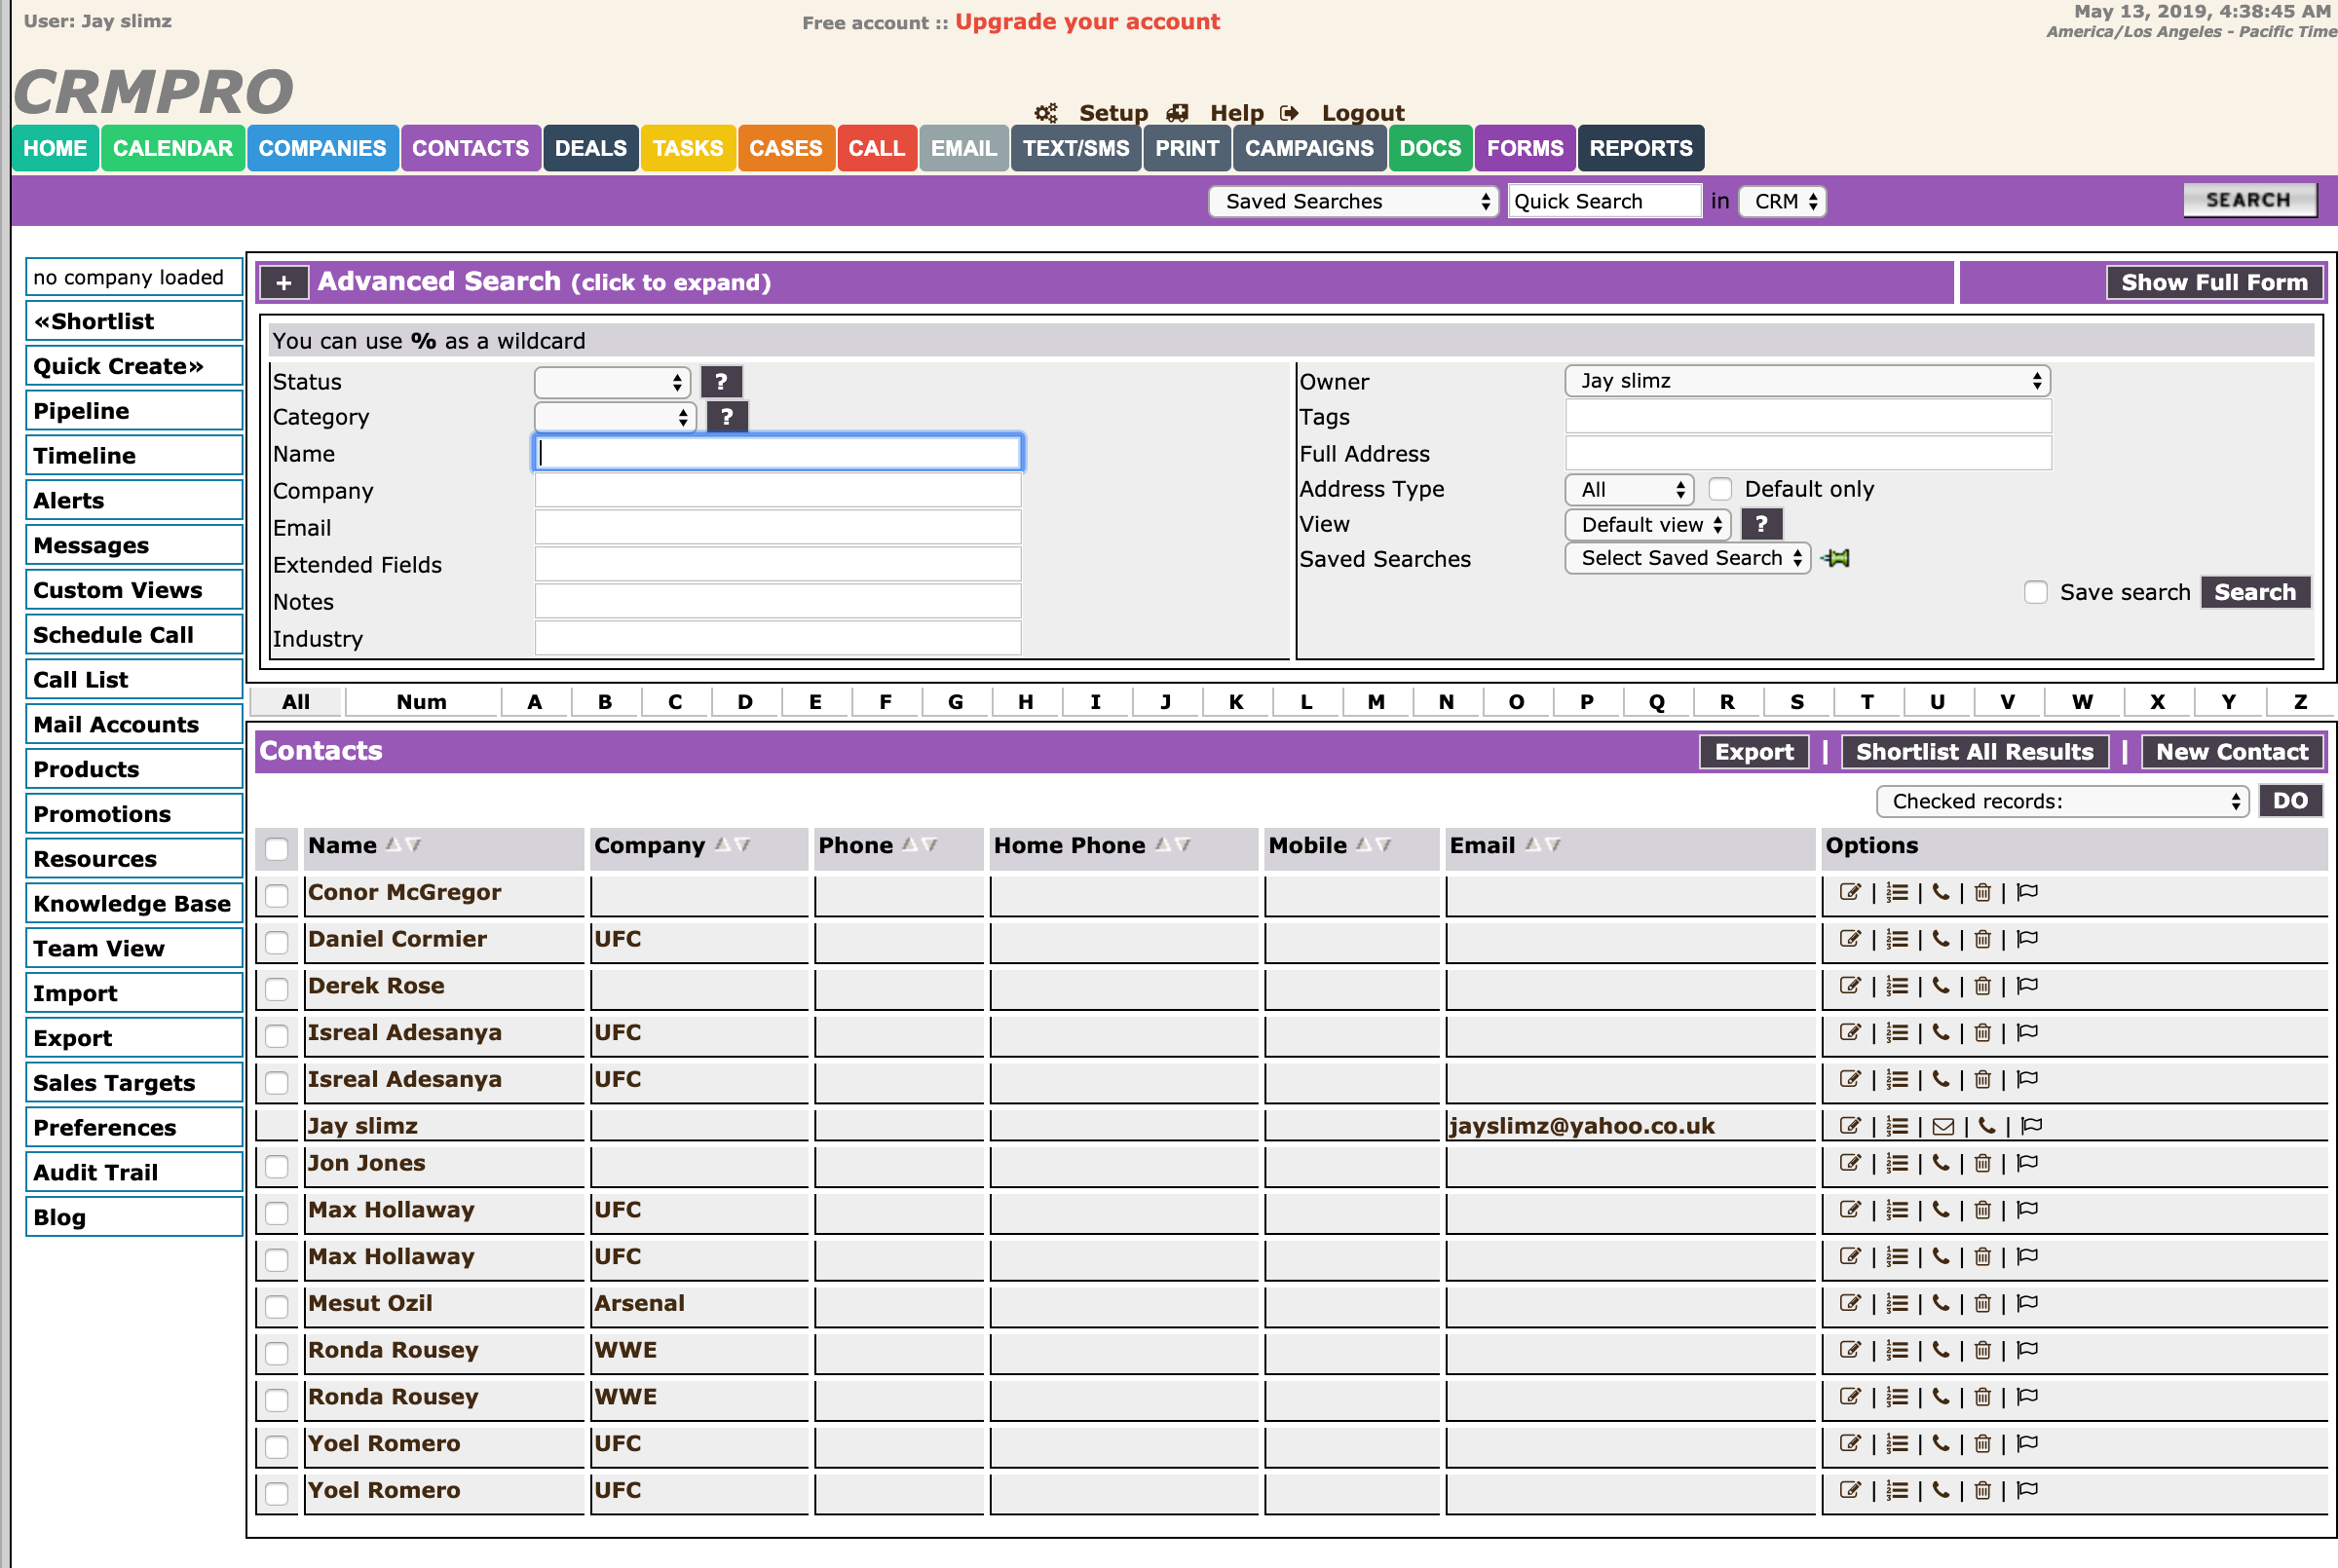 User: Jay slimz
Free account :: Upgrade your account
May 13, 2019, 4:38:45 AM
America/Los Angeles - Pacific Time
CRMPRO
Setup Help Logout
HOME CALENDAR COMPANIES CONTACTS DEALS TASKS CASES CALL EMAIL TEXT/SMS PRINT CAMPAIGNS DOCS FORMS REPORTS
Saved Searches Quick Search in CRM SEARCH
no company loaded
«Shortlist
Quick Create»
Pipeline
Timeline
Alerts
Messages
Custom Views
Schedule Call
Call List
Mail Accounts
Products
Promotions
Resources
Knowledge Base
Team View
Import
Export
Sales Targets
Preferences
Audit Trail
Blog
+ Advanced Search (click to expand) Show Full Form
You can use % as a wildcard
Status ?
Category ?
Name
Company
Email
Extended Fields
Notes
Industry
Owner Jay slimz
Tags
Full Address
Address Type All Default only
View Default view ?
Saved Searches Select Saved Search
Save search Search
All Num A B C D E F G H I J K L M N O P Q R S T U V W X Y Z
Contacts Export | Shortlist All Results | New Contact
Checked records: DO
Name Company Phone Home Phone Mobile Email Options
Conor McGregor | | | |
Daniel Cormier UFC | | | |
Derek Rose | | | |
Isreal Adesanya UFC | | | |
Isreal Adesanya UFC | | | |
Jay slimz jayslimz@yahoo.co.uk | | | |
Jon Jones | | | |
Max Hollaway UFC | | | |
Max Hollaway UFC | | | |
Mesut Ozil Arsenal | | | |
Ronda Rousey WWE | | | |
Ronda Rousey WWE | | | |
Yoel Romero UFC | | | |
Yoel Romero UFC | | | |